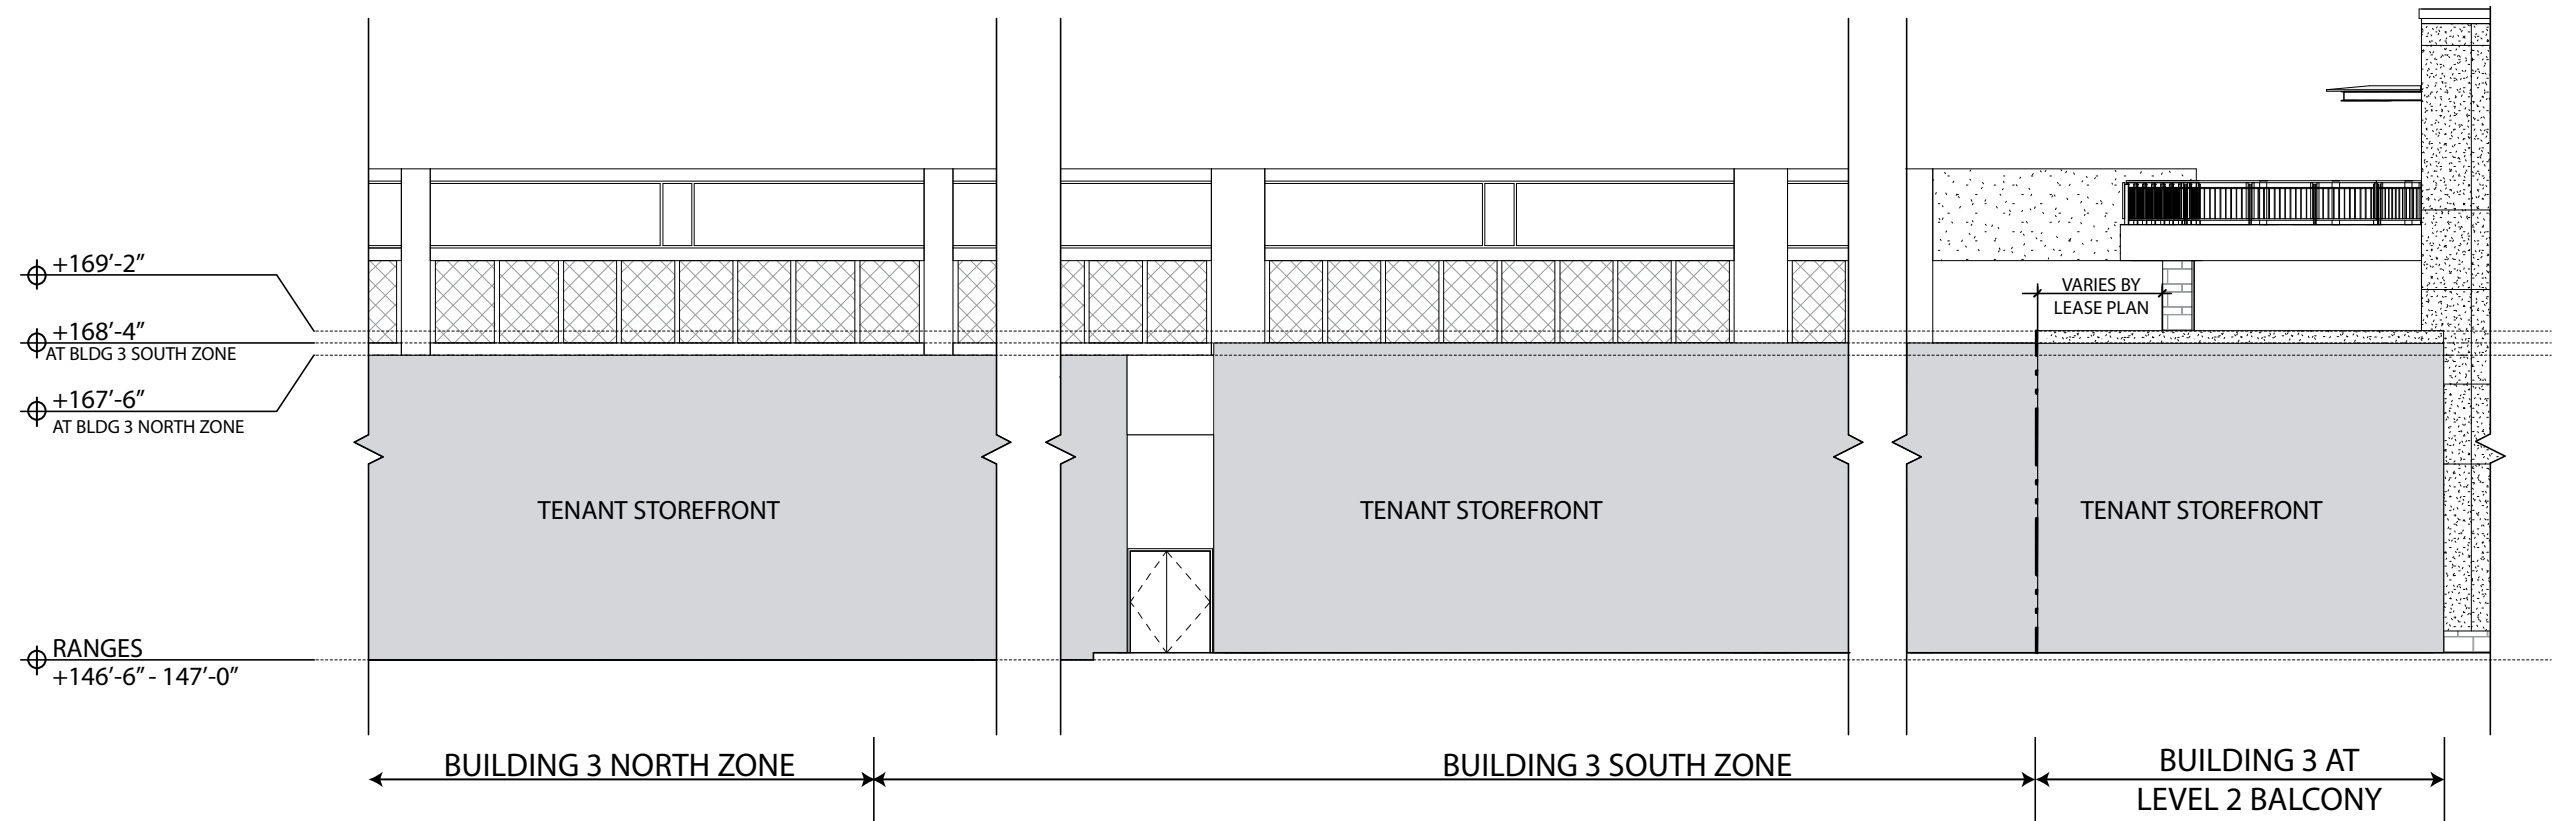 +169’-2”
+168’-4”
AT BLDG 3 SOUTH ZONE
+167’-6”
AT BLDG 3 NORTH ZONE
RANGES
+146’-6” - 147’-0”
VARIES BY
LEASE PLAN
TENANT STOREFRONT
TENANT STOREFRONT
TENANT STOREFRONT
BUILDING 3 NORTH ZONE
BUILDING 3 SOUTH ZONE
BUILDING 3 AT
LEVEL 2 BALCONY